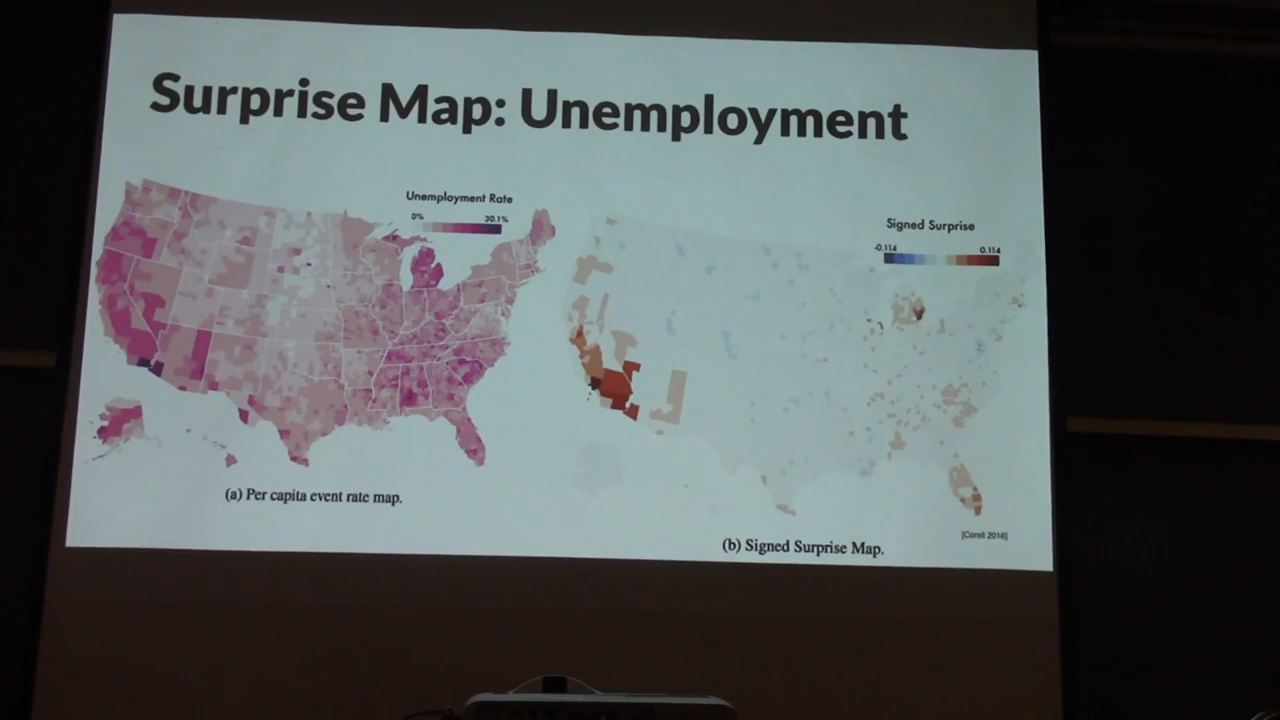 Surprise Map: Unemployment
Unemployment Rate
0% 30.1%
Signed Surprise
-0.114 0.114
(a) Per capita event rate map.
(b) Signed Surprise Map.
[Corell 2016]